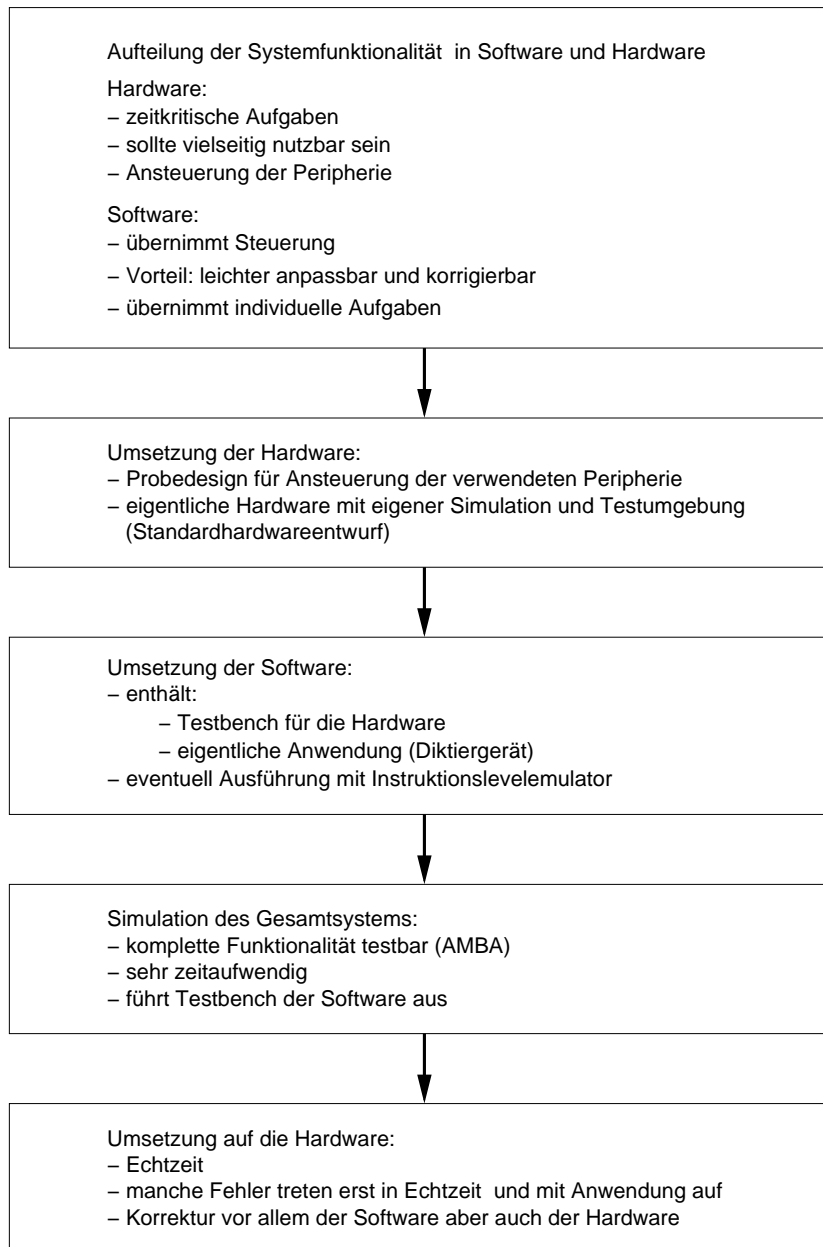 Aufteilung der Systemfunktionalität in Software und Hardware
Hardware:
– zeitkritische Aufgaben
– sollte vielseitig nutzbar sein
– Ansteuerung der Peripherie
Software:
– übernimmt Steuerung
– Vorteil: leichter anpassbar und korrigierbar
– übernimmt individuelle Aufgaben
Umsetzung der Hardware:
– Probedesign für Ansteuerung der verwendeten Peripherie
– eigentliche Hardware mit eigener Simulation und Testumgebung
(Standardhardwareentwurf)
Umsetzung der Software:
– enthält:
– Testbench für die Hardware
– eigentliche Anwendung (Diktiergerät)
– eventuell Ausführung mit Instruktionslevelemulator
Simulation des Gesamtsystems:
– komplette Funktionalität testbar (AMBA)
– sehr zeitaufwendig
– führt Testbench der Software aus
Umsetzung auf die Hardware:
– Echtzeit
– manche Fehler treten erst in Echtzeit und mit Anwendung auf
– Korrektur vor allem der Software aber auch der Hardware